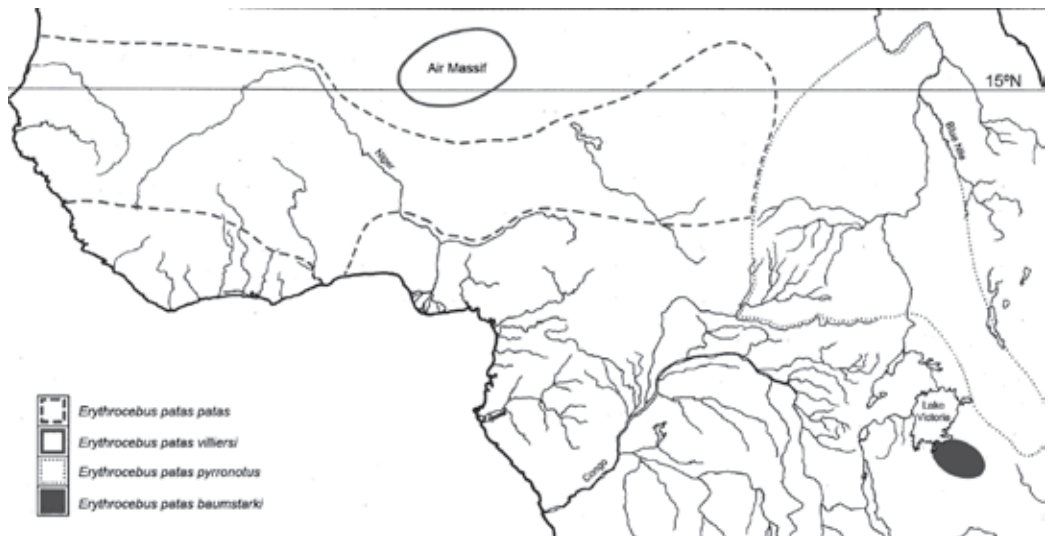 Air Massif
15ºN
Niger
Blue Nile
Lake
Victoria
Congo
Erythrocebus patas patas
Erythrocebus patas villiersi
Erythrocebus patas pyrronotus
Erythrocebus patas baumstarki